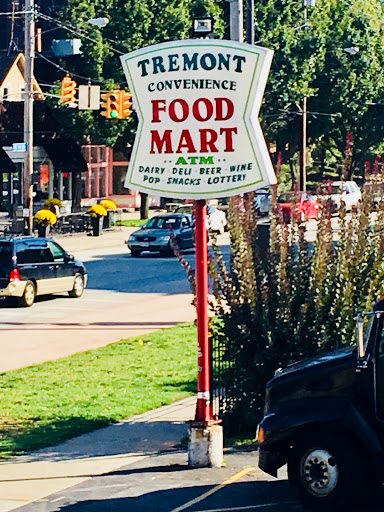 TREMONT
CONVENIENCE
FOOD
MART
·· ATM ··
DAIRY · DELI · BEER · WINE
POP · SNACKS · LOTTERY